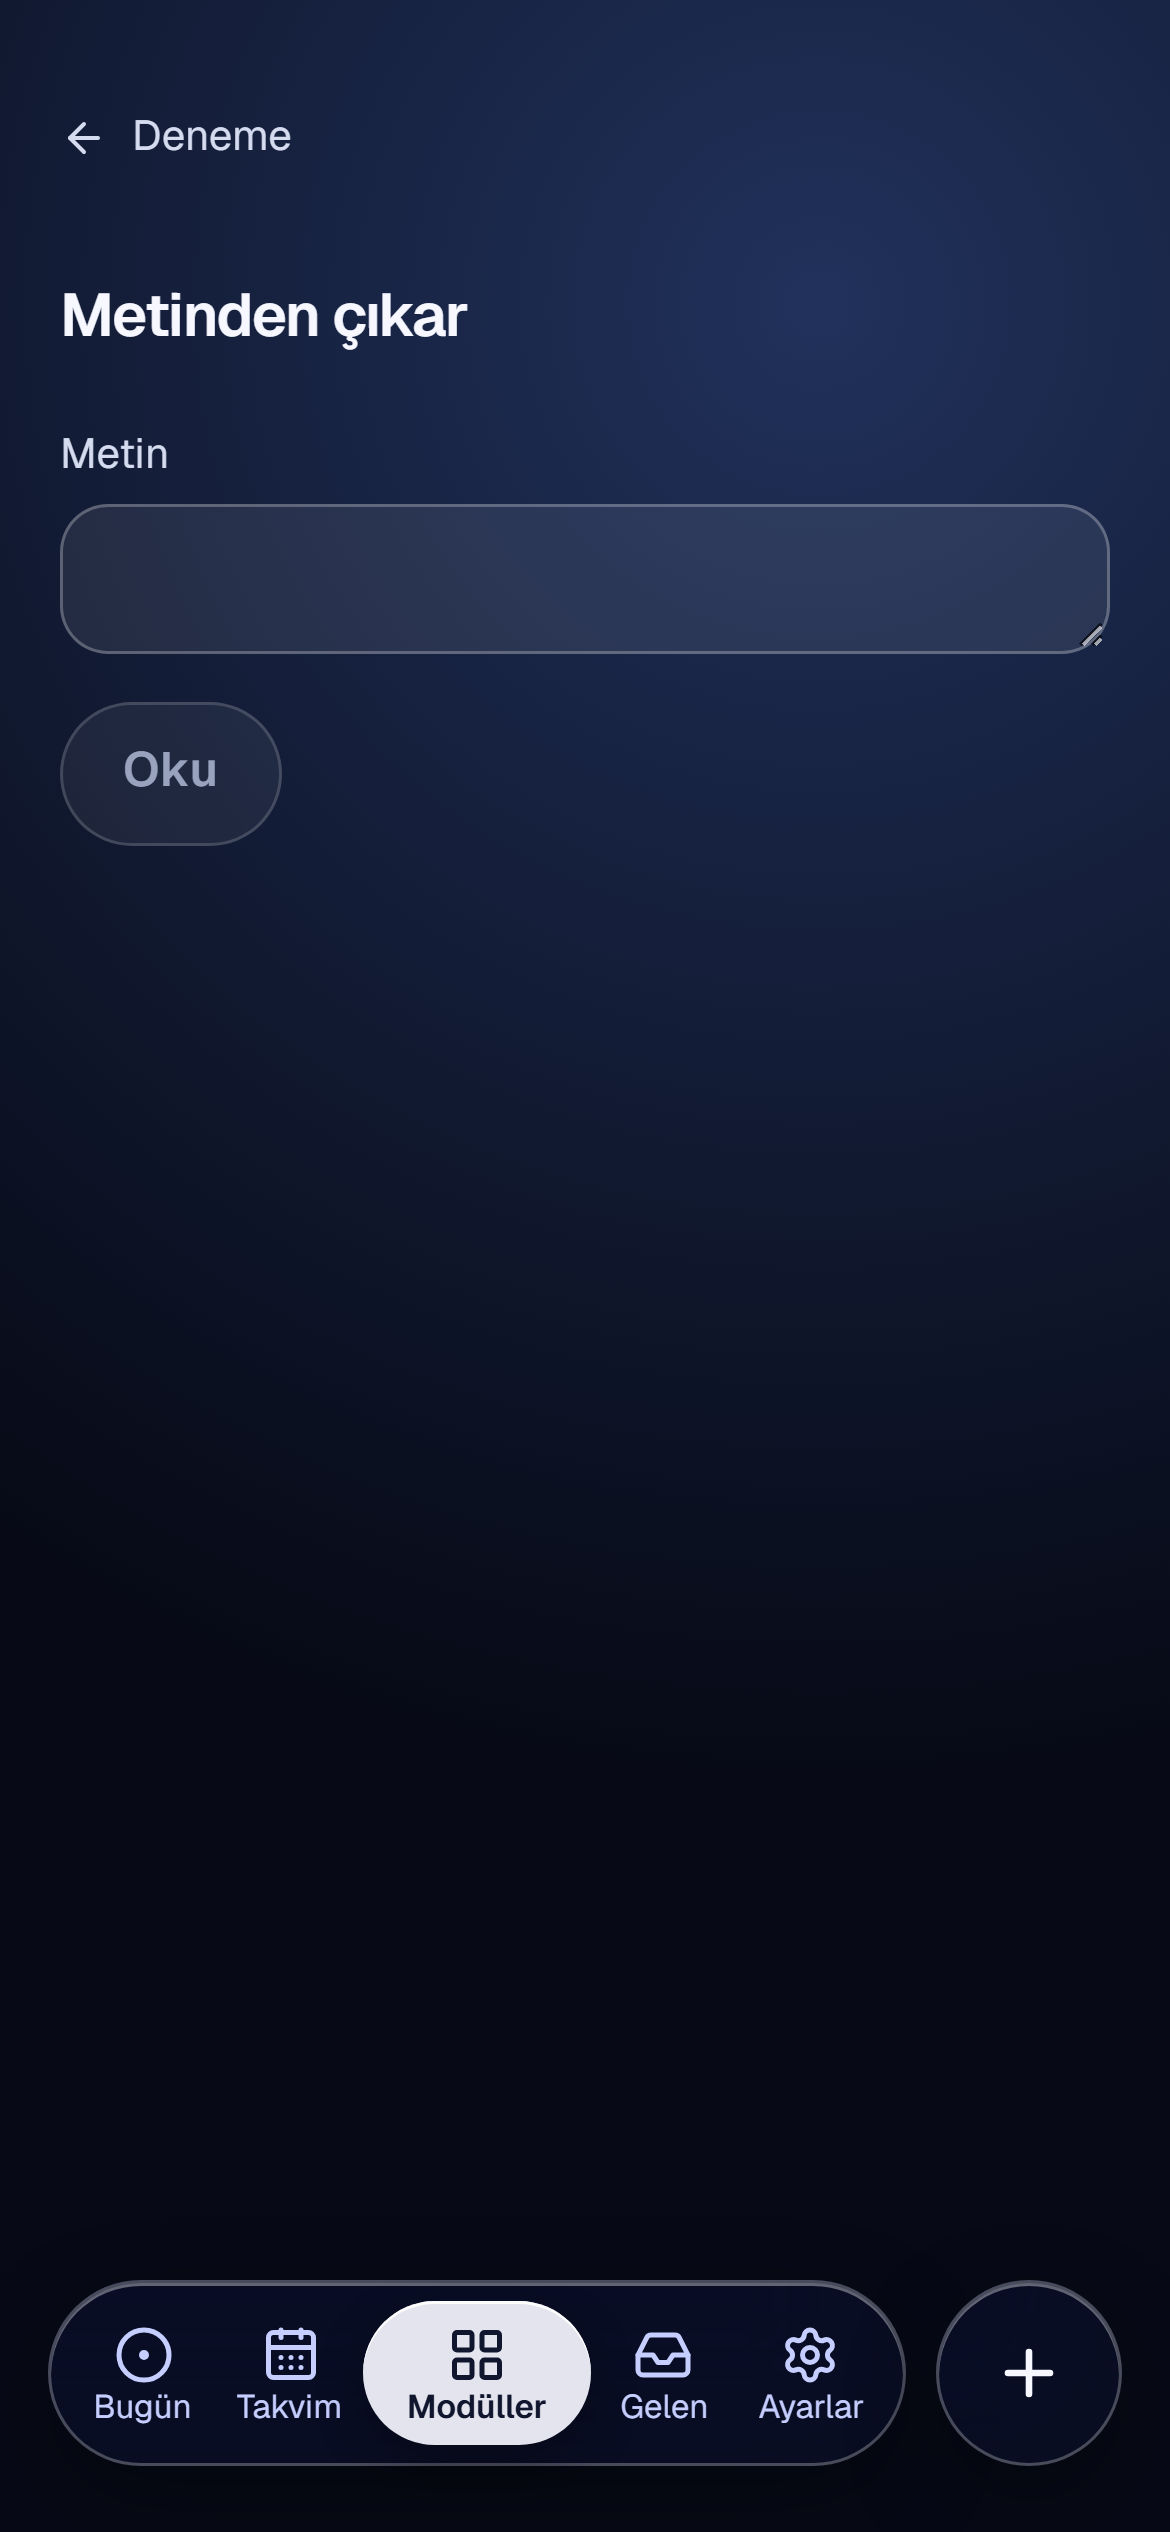 Deneme
Metinden çıkar
Metin
Oku
Bugün
Takvim
Modüller
Gelen
Ayarlar